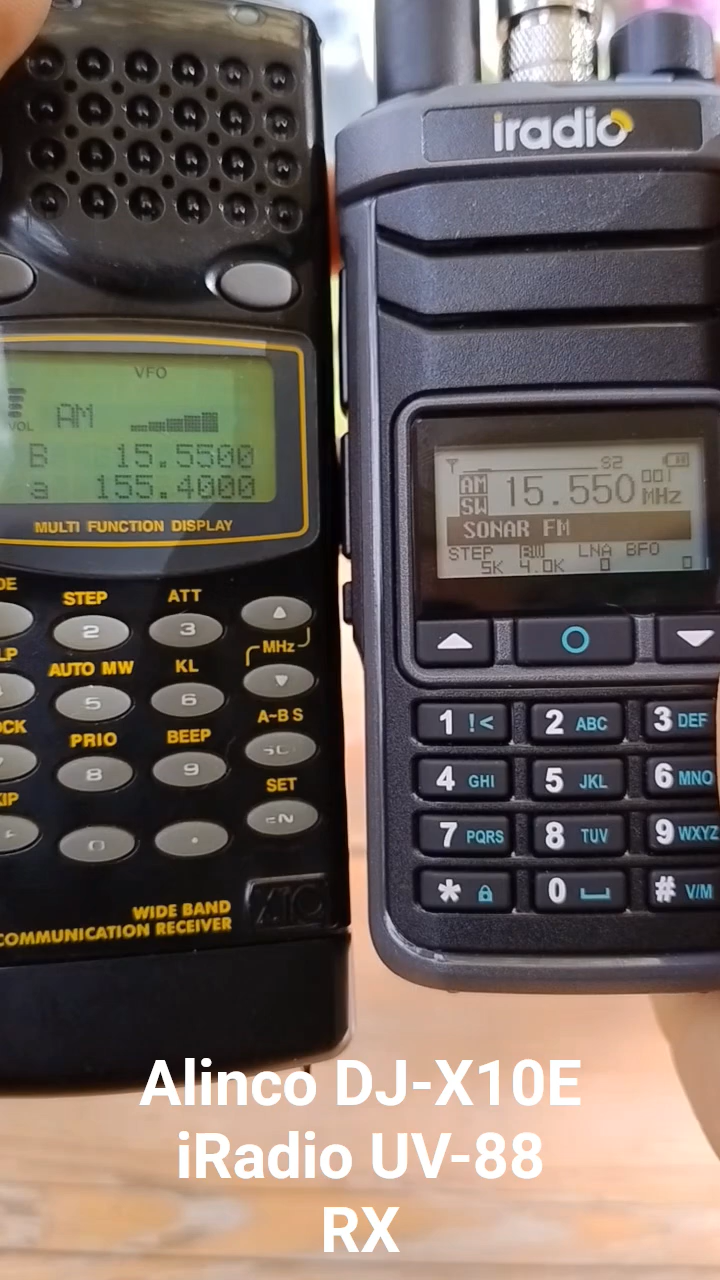 iradio
VFO
VOL
AM
B 15.5500
a 155.4000
MULTI FUNCTION DISPLAY
S2
AM 15.550 001 MHz
SW
SONAR FM
STEP BW LNA BFO
5K 4.0K 0 0
STEP ATT
2 3
MHz
AUTO MW KL
5 6
A~B S
PRIO BEEP
8 9
SET
0 .
1 !< 2 ABC 3 DEF
4 GHI 5 JKL 6 MNO
7 PQRS 8 TUV 9 WXYZ
* 0 # V/M
X10
WIDE BAND
COMMUNICATION RECEIVER
Alinco DJ-X10E
iRadio UV-88
RX